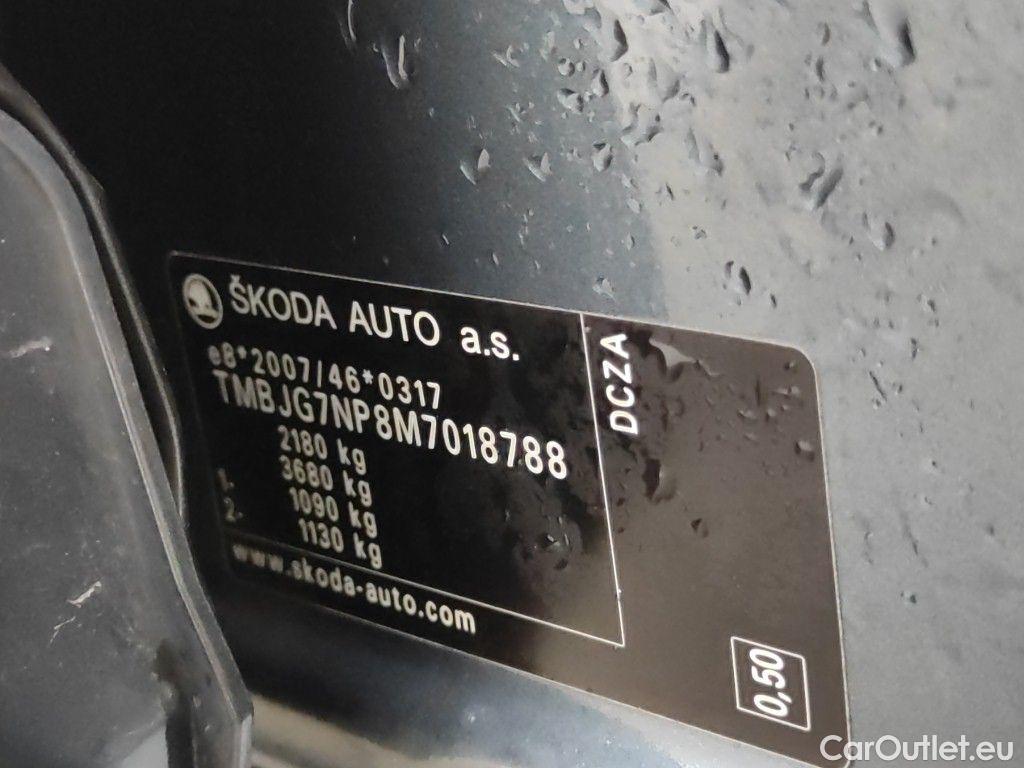 ŠKODA AUTO a.s.
e8*2007/46*0317
TMBJG7NP8M7018788
2180 kg
3680 kg
1. 1090 kg
2. 1130 kg
www.skoda-auto.com
DCZA
0,50
CarOutlet.eu